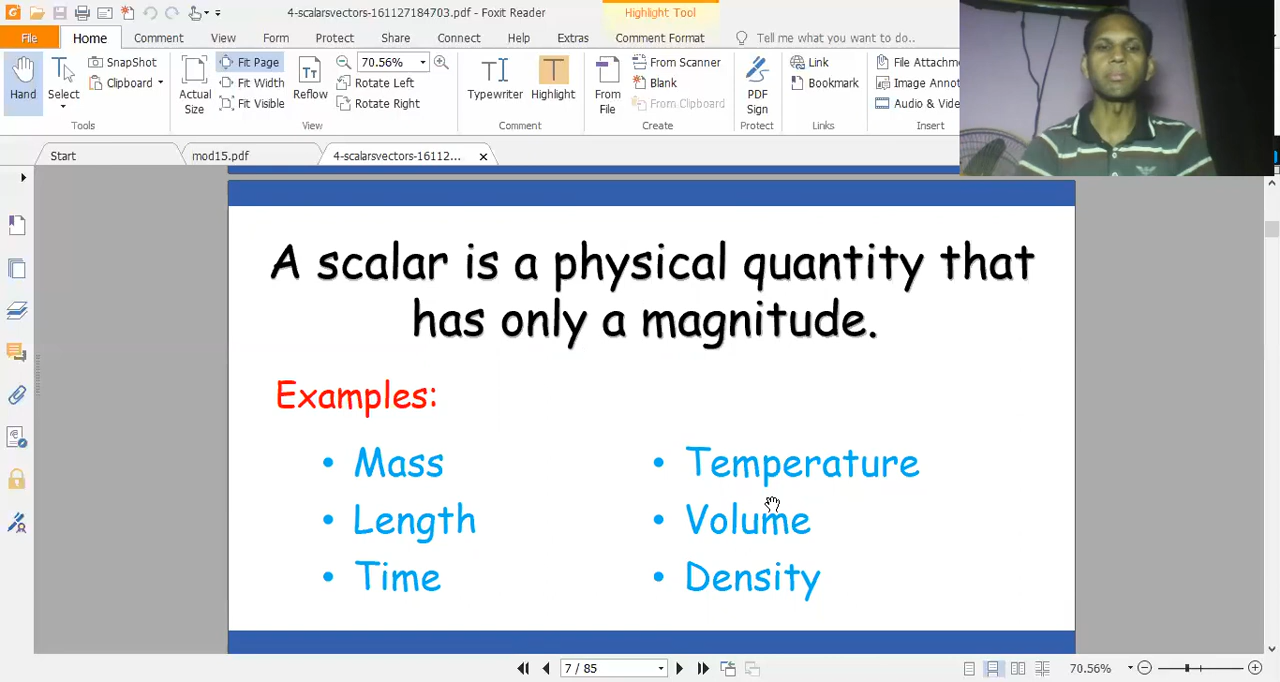 4-scalarsvectors-161127184703.pdf - Foxit Reader
Highlight Tool
File Home Comment View Form Protect Share Connect Help Extras Comment Format Tell me what you want to do..
Hand
Select
SnapShot
Clipboard
Tools
Actual Size
Fit Page
Fit Width
Fit Visible
Reflow
70.56%
Rotate Left
Rotate Right
View
Typewriter
Highlight
Comment
From File
From Scanner
Blank
From Clipboard
Create
PDF Sign
Protect
Link
Bookmark
Links
File Attachm
Image Anno
Audio & Vide
Insert
Start mod15.pdf 4-scalarsvectors-16112...
A scalar is a physical quantity that
has only a magnitude.
Examples:
• Mass
• Length
• Time
• Temperature
• Volume
• Density
7 / 85
70.56%